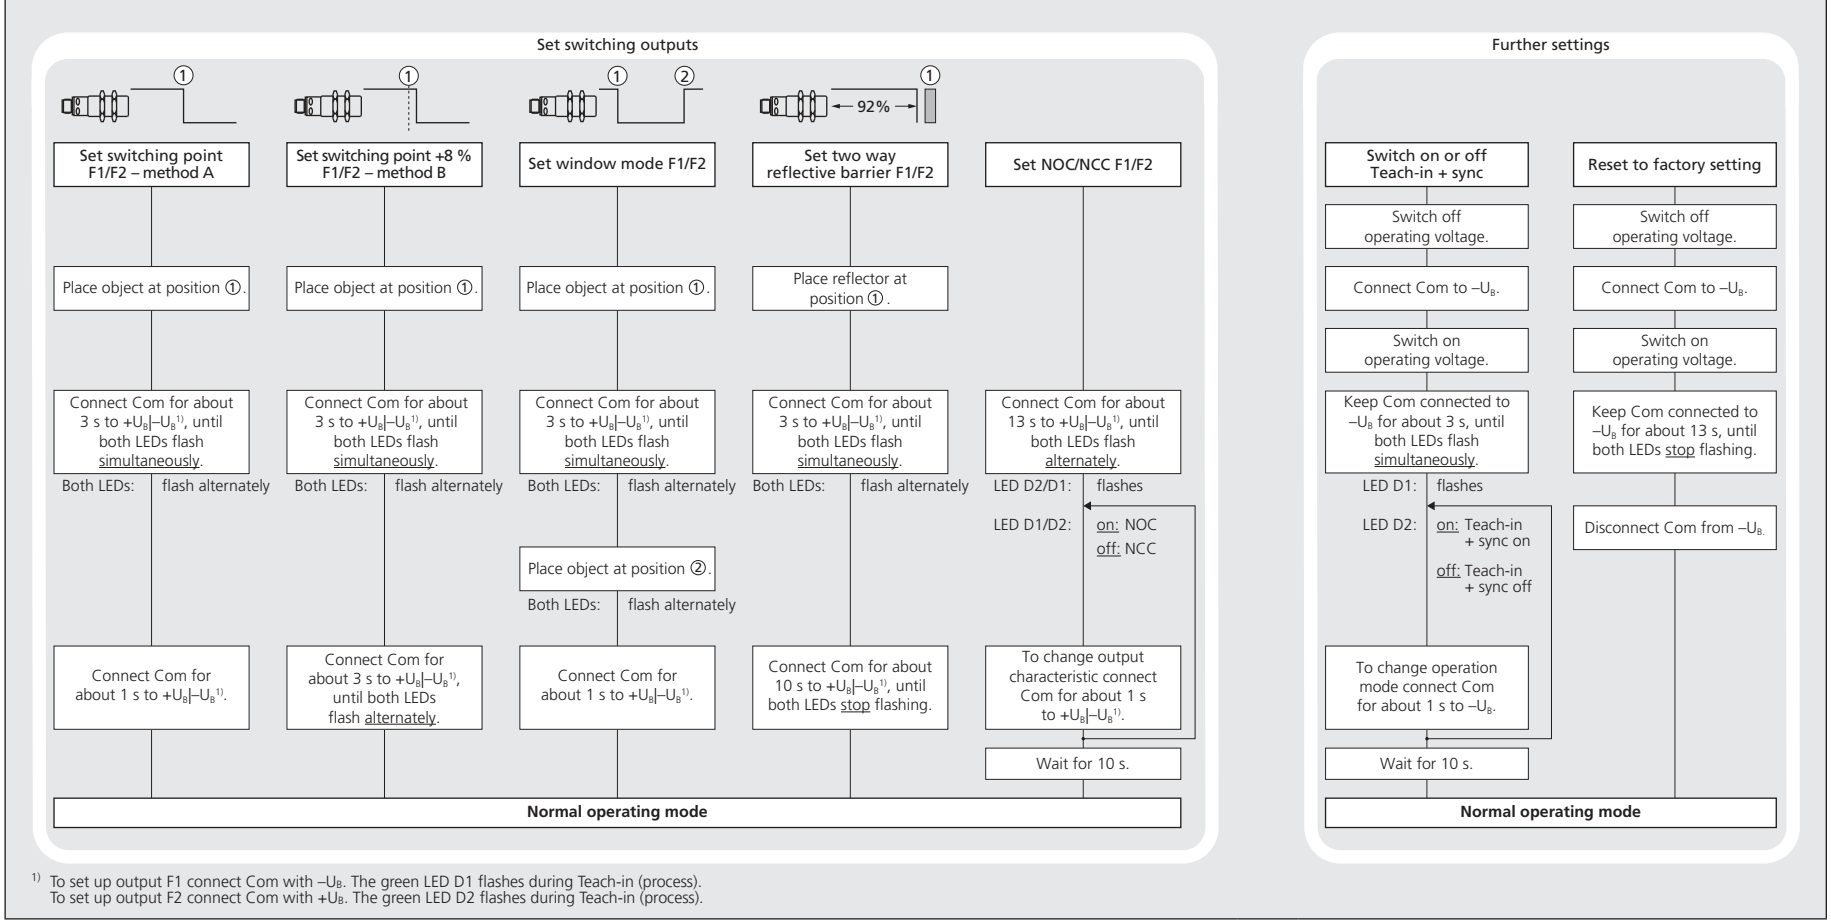 Set switching outputs
1
1
1 2
92%
1
Set switching point
F1/F2 – method A
Place object at position ①.
Connect Com for about
3 s to +UB|–UB1), until
both LEDs flash
simultaneously.
Both LEDs: flash alternately
Connect Com for
about 1 s to +UB|–UB1).
Set switching point +8 %
F1/F2 – method B
Place object at position ①.
Connect Com for about
3 s to +UB|–UB1), until
both LEDs flash
simultaneously.
Both LEDs: flash alternately
Connect Com for
about 3 s to +UB|–UB1),
until both LEDs
flash alternately.
Set window mode F1/F2
Place object at position ①.
Connect Com for about
3 s to +UB|–UB1), until
both LEDs flash
simultaneously.
Both LEDs: flash alternately
Place object at position ②.
Both LEDs: flash alternately
Connect Com for
about 1 s to +UB|–UB1).
Set two way
reflective barrier F1/F2
Place reflector at
position ① .
Connect Com for about
3 s to +UB|–UB1), until
both LEDs flash
simultaneously.
Both LEDs: flash alternately
Connect Com for about
10 s to +UB|–UB1), until
both LEDs stop flashing.
Set NOC/NCC F1/F2
Connect Com for about
13 s to +UB|–UB1), until
both LEDs flash
alternately.
LED D2/D1: flashes
LED D1/D2: on: NOC
off: NCC
To change output
characteristic connect
Com for about 1 s
to +UB|–UB1).
Wait for 10 s.
Normal operating mode
Further settings
Switch on or off
Teach-in + sync
Switch off
operating voltage.
Connect Com to –UB.
Switch on
operating voltage.
Keep Com connected to
–UB for about 3 s, until
both LEDs flash
simultaneously.
LED D1: flashes
LED D2: on: Teach-in
+ sync on
off: Teach-in
+ sync off
To change operation
mode connect Com
for about 1 s to –UB.
Wait for 10 s.
Reset to factory setting
Switch off
operating voltage.
Connect Com to –UB.
Switch on
operating voltage.
Keep Com connected to
–UB for about 13 s, until
both LEDs stop flashing.
Disconnect Com from –UB.
Normal operating mode
1) To set up output F1 connect Com with –UB. The green LED D1 flashes during Teach-in (process).
To set up output F2 connect Com with +UB. The green LED D2 flashes during Teach-in (process).